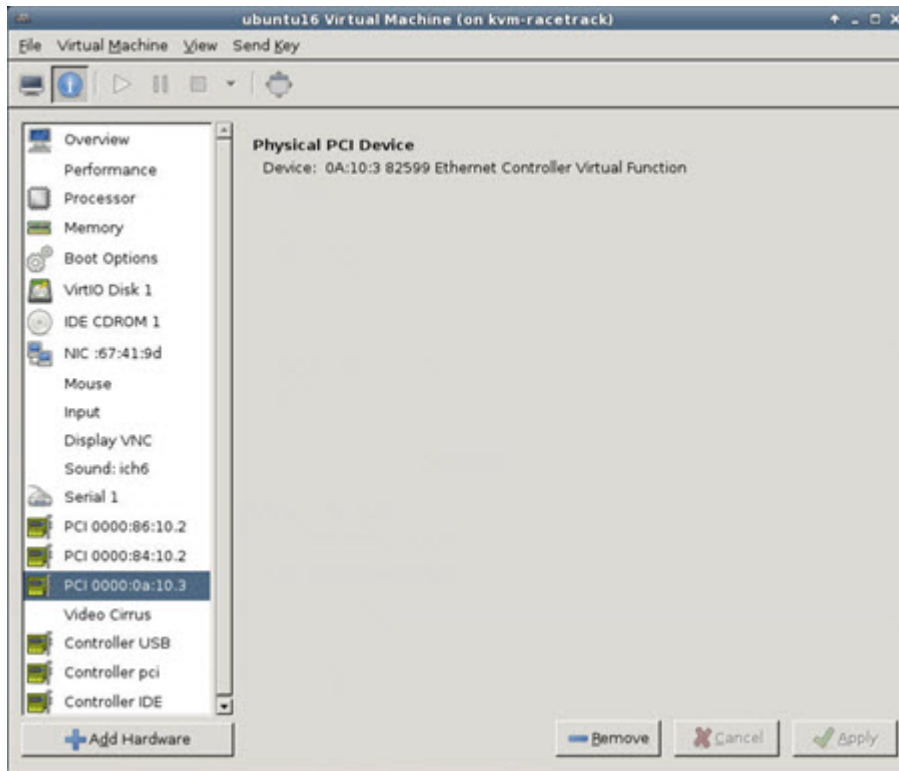 ubuntu16 Virtual Machine (on kvm-racetrack)
File Virtual Machine View Send Key
Overview
Performance
Processor
Memory
Boot Options
VirtIO Disk 1
IDE CDROM 1
NIC :67:41:9d
Mouse
Input
Display VNC
Sound: ich6
Serial 1
PCI 0000:86:10.2
PCI 0000:84:10.2
PCI 0000:0a:10.3
Video Cirrus
Controller USB
Controller pci
Controller IDE
Add Hardware
Physical PCI Device
Device: 0A:10:3 82599 Ethernet Controller Virtual Function
Remove Cancel Apply